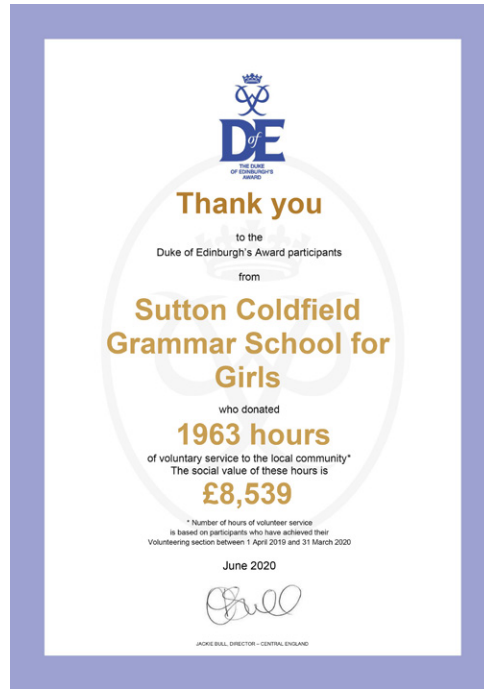 DofE
THE DUKE
OF EDINBURGH'S
AWARD
Thank you
to the
Duke of Edinburgh's Award participants
from
Sutton Coldfield
Grammar School for
Girls
who donated
1963 hours
of voluntary service to the local community*
The social value of these hours is
£8,539
* Number of hours of volunteer service
is based on participants who have achieved their
Volunteering section between 1 April 2019 and 31 March 2020
June 2020
JACKIE BULL, DIRECTOR – CENTRAL ENGLAND